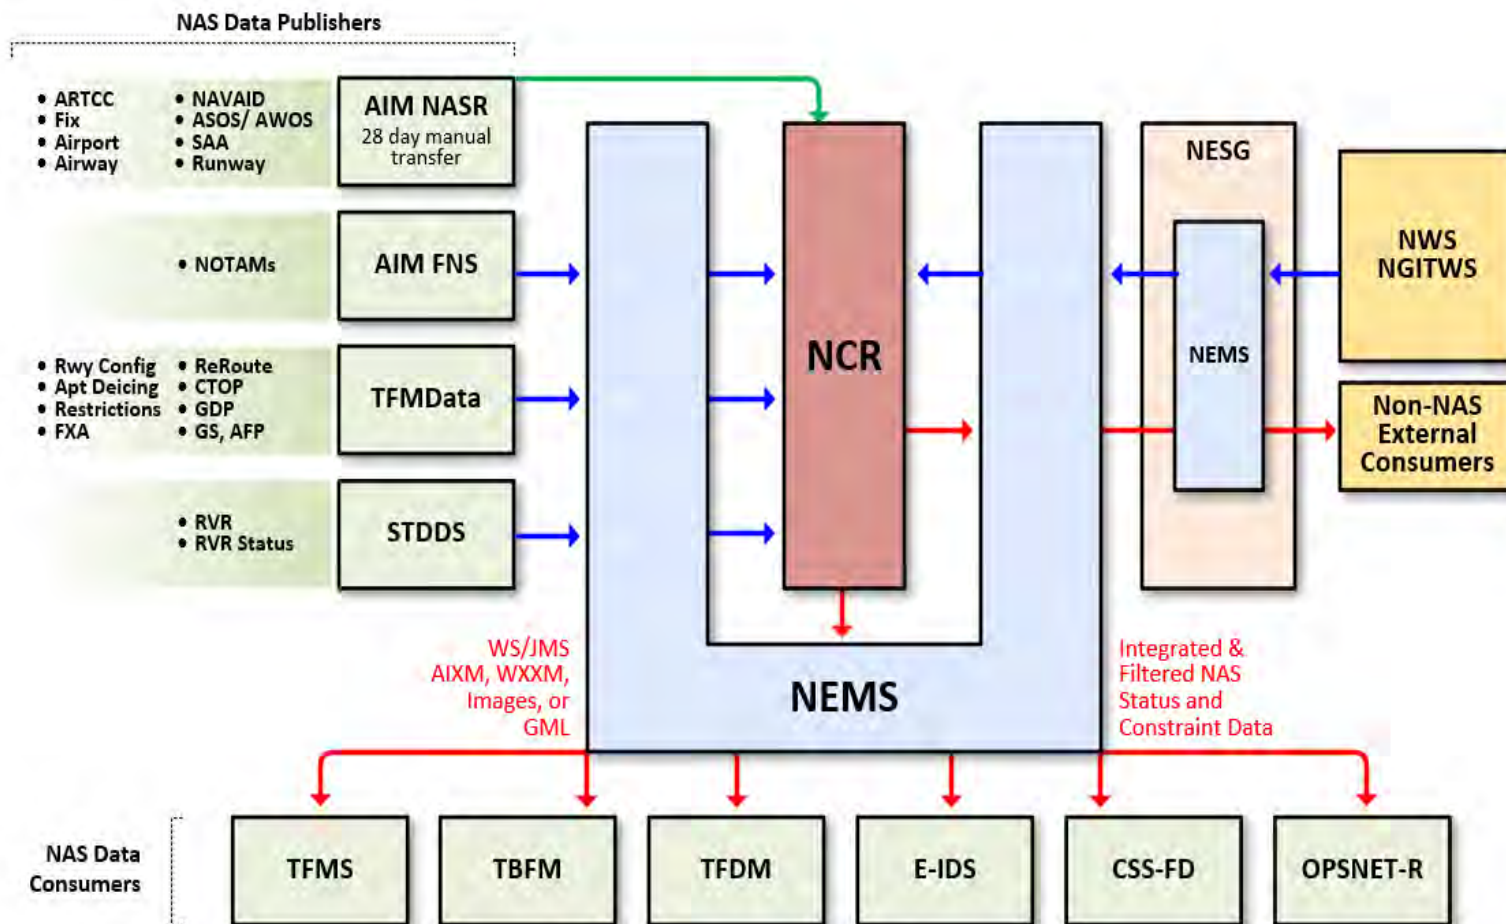 NAS Data Publishers
• ARTCC
• Fix
• Airport
• Airway
• NAVAID
• ASOS/ AWOS
• SAA
• Runway
AIM NASR
28 day manual
transfer
• NOTAMs
AIM FNS
• Rwy Config
• Apt Deicing
• Restrictions
• FXA
• ReRoute
• CTOP
• GDP
• GS, AFP
TFMData
• RVR
• RVR Status
STDDS
NCR
NESG
NEMS
NWS
NGITWS
Non-NAS
External
Consumers
WS/JMS
AIXM, WXXM,
Images, or
GML
NEMS
Integrated &
Filtered NAS
Status and
Constraint Data
NAS Data
Consumers
TFMS
TBFM
TFDM
E-IDS
CSS-FD
OPSNET-R